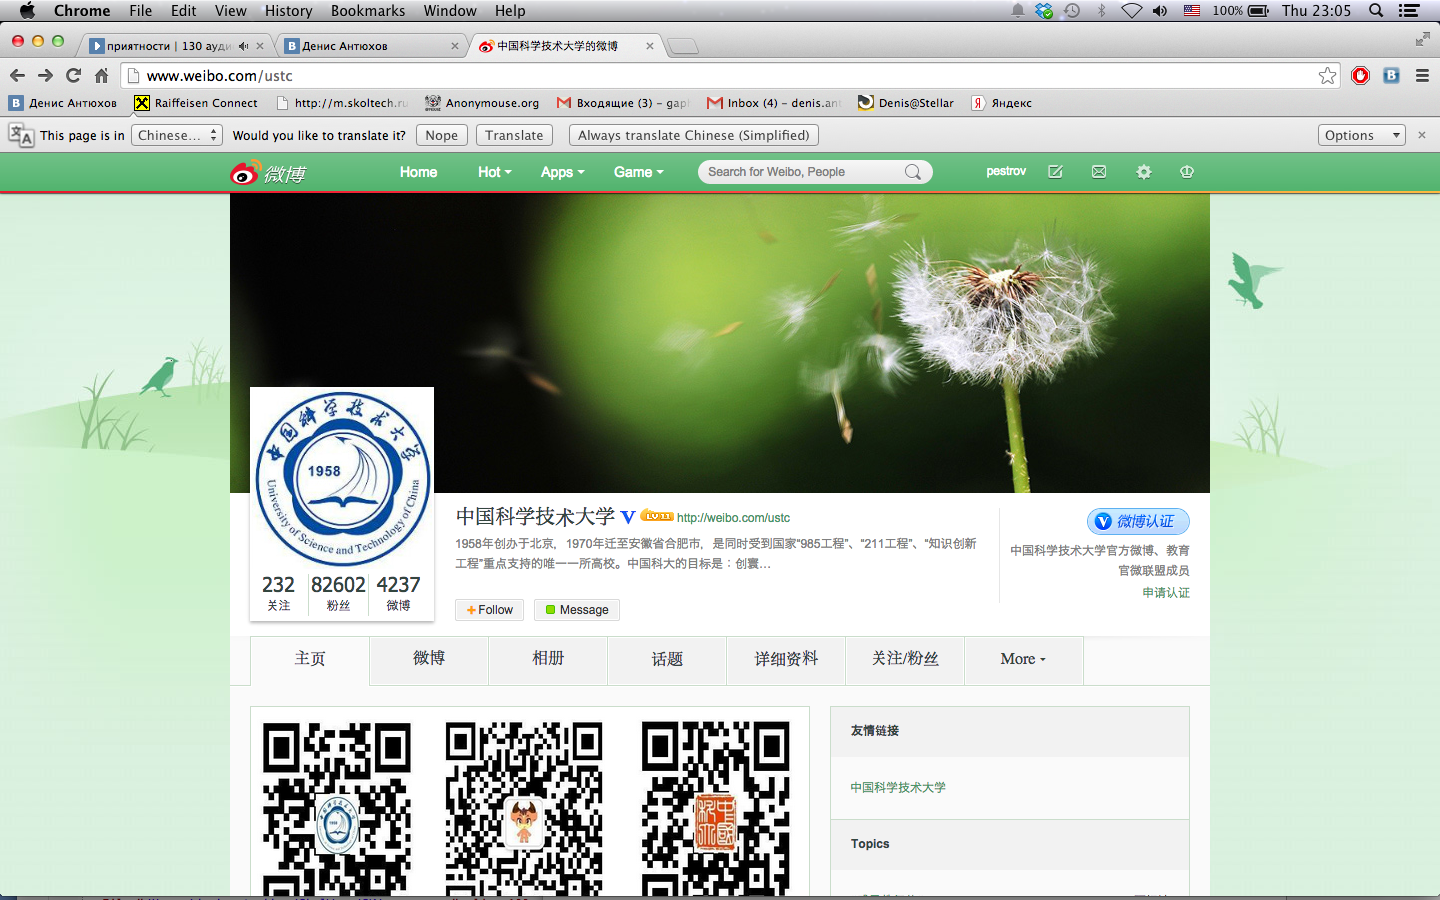 Chrome File Edit View History Bookmarks Window Help 100% Thu 23:05
приятности | 130 ауди
Денис Антюхов
中国科学技术大学的微博
www.weibo.com/ustc
Денис Антюхов Raiffeisen Connect http://m.skoltech.ru Anonymouse.org Входящие (3) – gap Inbox (4) – denis.ant Denis@Stellar Яндекс
This page is in Chinese... Would you like to translate it? Nope Translate Always translate Chinese (Simplified) Options
微博 Home Hot Apps Game Search for Weibo, People pestrov
中国科学技术大学
1958
University of Science and Technology of China
中国科学技术大学 V LV 11 http://weibo.com/ustc
1958年创办于北京，1970年迁至安徽省合肥市，是同时受到国家“985工程”、“211工程”、“知识创新
工程”重点支持的唯一一所高校。中国科大的目标是：创寰...
Follow Message
V 微博认证
中国科学技术大学官方微博、教育
官微联盟成员
申请认证
232 82602 4237
关注 粉丝 微博
主页 微博 相册 话题 详细资料 关注/粉丝 More
友情链接
中国科学技术大学
Topics